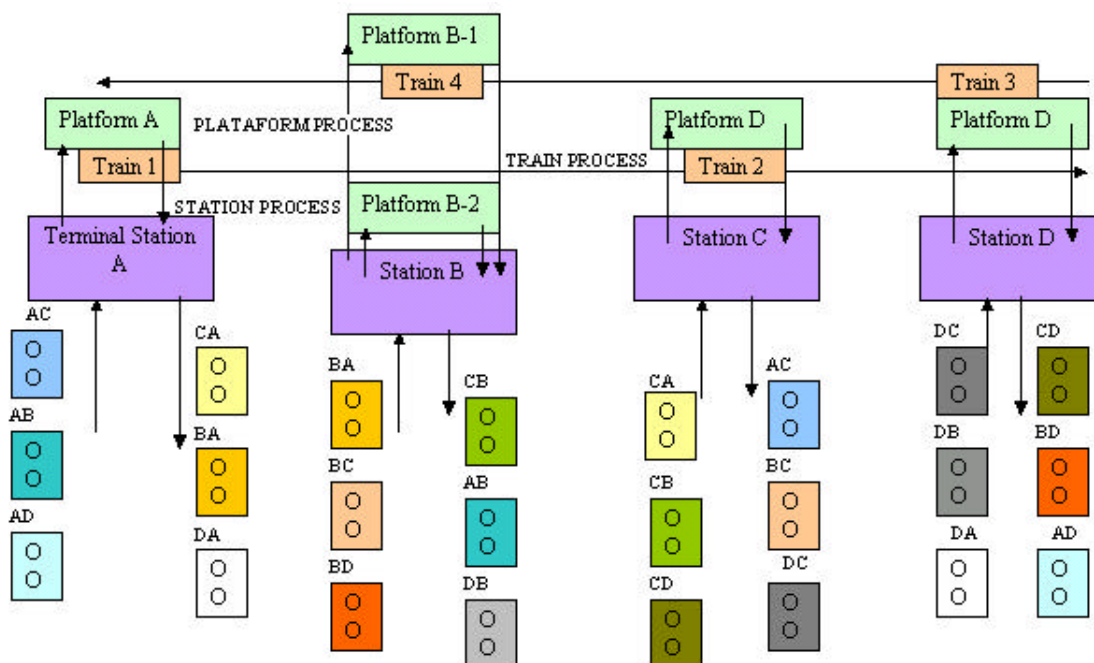 Platform B-1
Train 4
Train 3
Platform A
PLATAFORM PROCESS
Platform D
Platform D
Train 1
TRAIN PROCESS
Train 2
STATION PROCESS
Platform B-2
Terminal Station
A
Station B
Station C
Station D
AC
CA
AB
BA
AD
DA
BA
CB
BC
AB
BD
DB
CA
AC
CB
BC
CD
DC
DC
CD
DB
BD
DA
AD